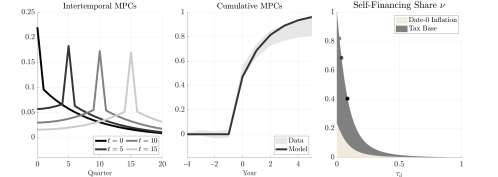 Intertemporal MPCs
0.25
0.2
0.15
0.1
0.05
0
0 5 10 15 20
Quarter
t = 0 t = 10
t = 5 t = 15
Cumulative MPCs
1
0.8
0.6
0.4
0.2
0
-4 -2 0 2 4
Year
Data
Model
Self-Financing Share ν
Date-0 Inflation
Tax Base
1
0.8
0.6
0.4
0.2
0
0 0.5 1
τd